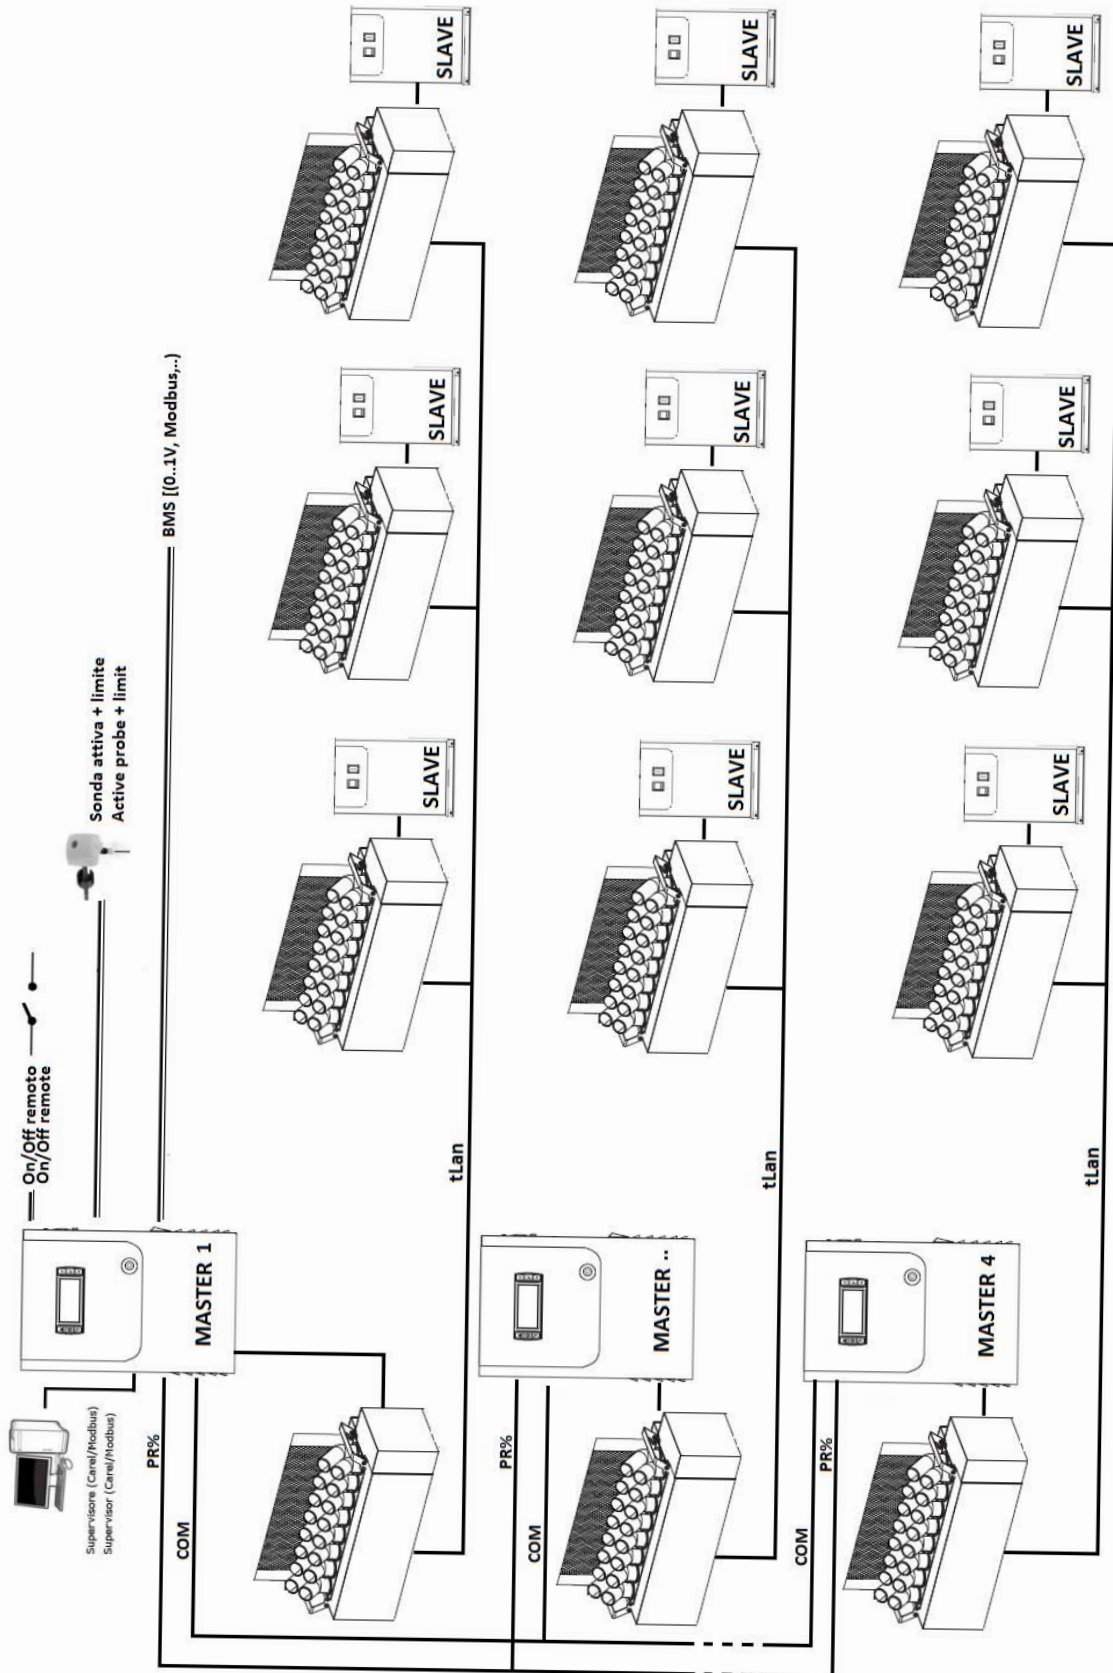 On/Off remoto
On/Off remote
Sonda attiva + limite
Active probe + limit
BMS [(0..1V, Modbus,..)
Supervisore (Carel/Modbus)
Supervisor (Carel/Modbus)
MASTER 1
PR%
COM
tLan
SLAVE
SLAVE
SLAVE
MASTER ..
PR%
COM
tLan
SLAVE
SLAVE
SLAVE
MASTER 4
PR%
COM
tLan
SLAVE
SLAVE
SLAVE